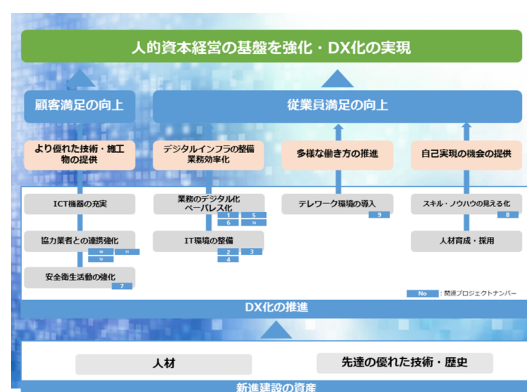 人的資本経営の基盤を強化・DX化の実現
顧客満足の向上
従業員満足の向上
より優れた技術・施工
物の提供
デジタルインフラの整備
業務効率化
多様な働き方の推進
自己実現の機会の提供
ICT機器の充実
業務のデジタル化
ペーパレス化
1 5
6
テレワーク環境の導入
9
スキル・ノウハウの見える化
8
協力業者との連携強化
IT環境の整備
2 3
4
人材育成・採用
安全衛生活動の強化
7
No :関連プロジェクトナンバー
DX化の推進
人材
先達の優れた技術・歴史
新進建設の資産